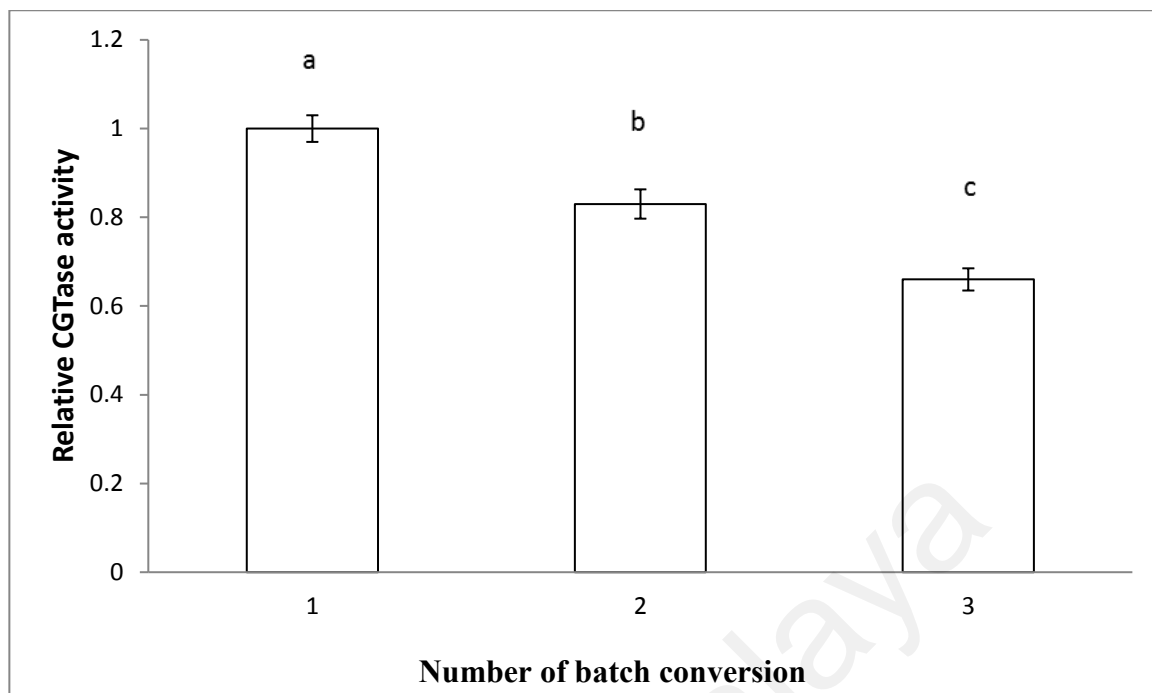 1.2
a
b
c
1
0.8
0.6
0.4
0.2
0
Relative CGTase activity
1
2
3
Number of batch conversion
laya